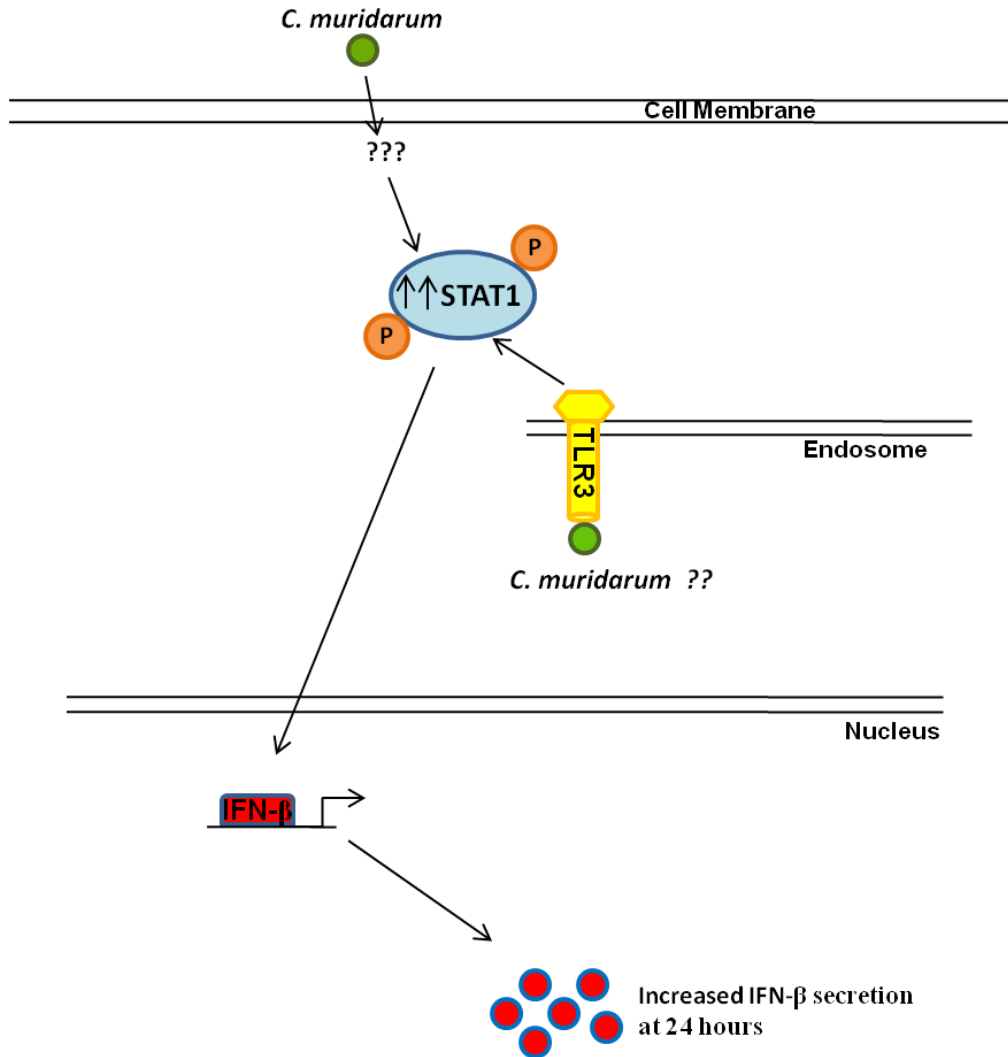 C. muridarum
Cell Membrane
???
P
↑↑STAT1
P
TLR3
Endosome
C. muridarum ??
Nucleus
IFN-β
Increased IFN-β secretion
at 24 hours